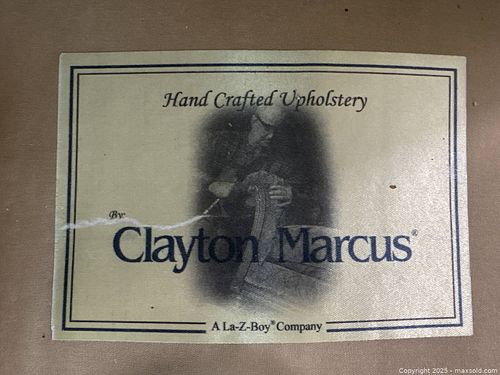 Hand Crafted Upholstery
By:
Clayton Marcus®
A La-Z-Boy® Company
Copyright 2025 - maxsold.com